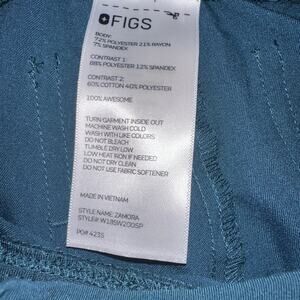 FIGS
BODY:
72% POLYESTER 21% RAYON
7% SPANDEX
CONTRAST 1:
88% POLYESTER 12% SPANDEX
CONTRAST 2:
60% COTTON 40% POLYESTER
100% AWESOME
TURN GARMENT INSIDE OUT
MACHINE WASH COLD
WASH WITH LIKE COLORS
DO NOT BLEACH
TUMBLE DRY LOW
LOW HEAT IRON IF NEEDED
DO NOT DRY CLEAN
DO NOT USE FABRIC SOFTENER
MADE IN VIETNAM
STYLE NAME: ZAMORA
STYLE#: W18SW2005P
PO# 4235